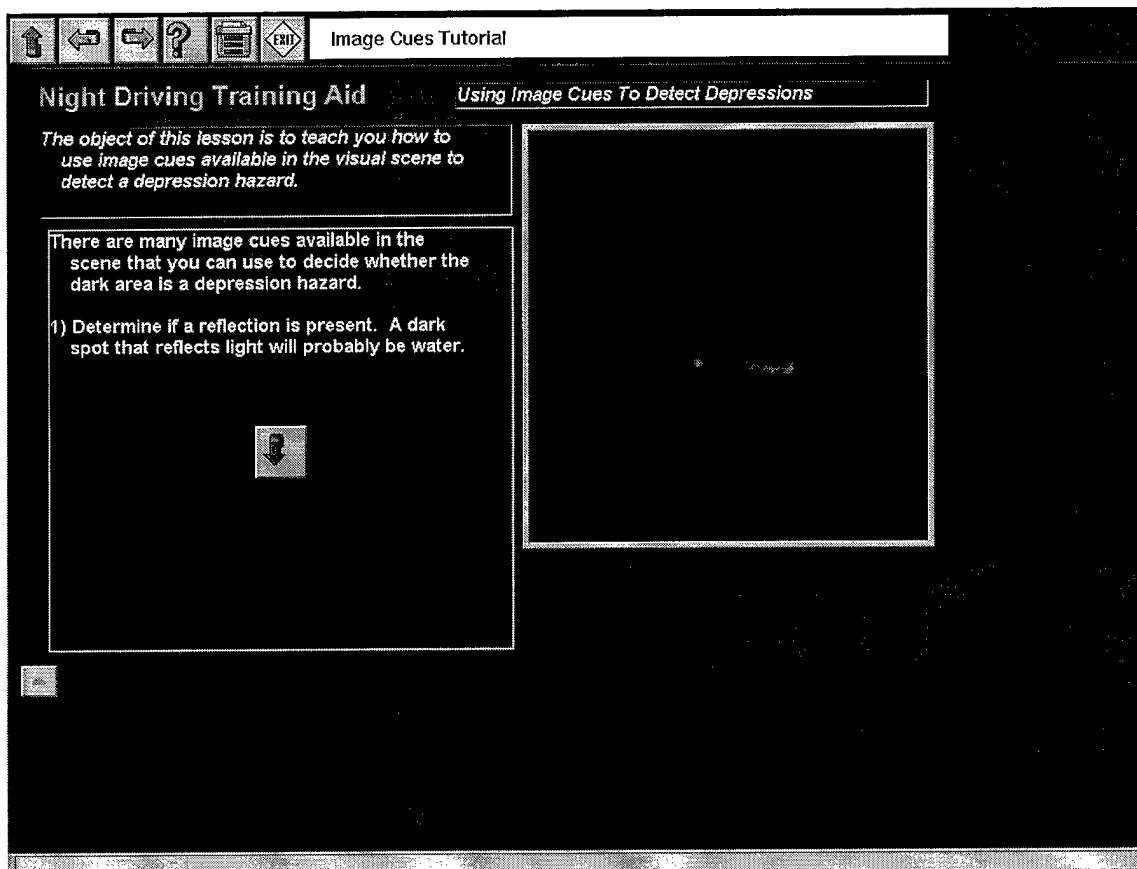 EXIT
Image Cues Tutorial
Night Driving Training Aid
Using Image Cues To Detect Depressions
The object of this lesson is to teach you how to
use image cues available in the visual scene to
detect a depression hazard.
There are many image cues available in the
scene that you can use to decide whether the
dark area is a depression hazard.
1) Determine if a reflection is present. A dark
spot that reflects light will probably be water.